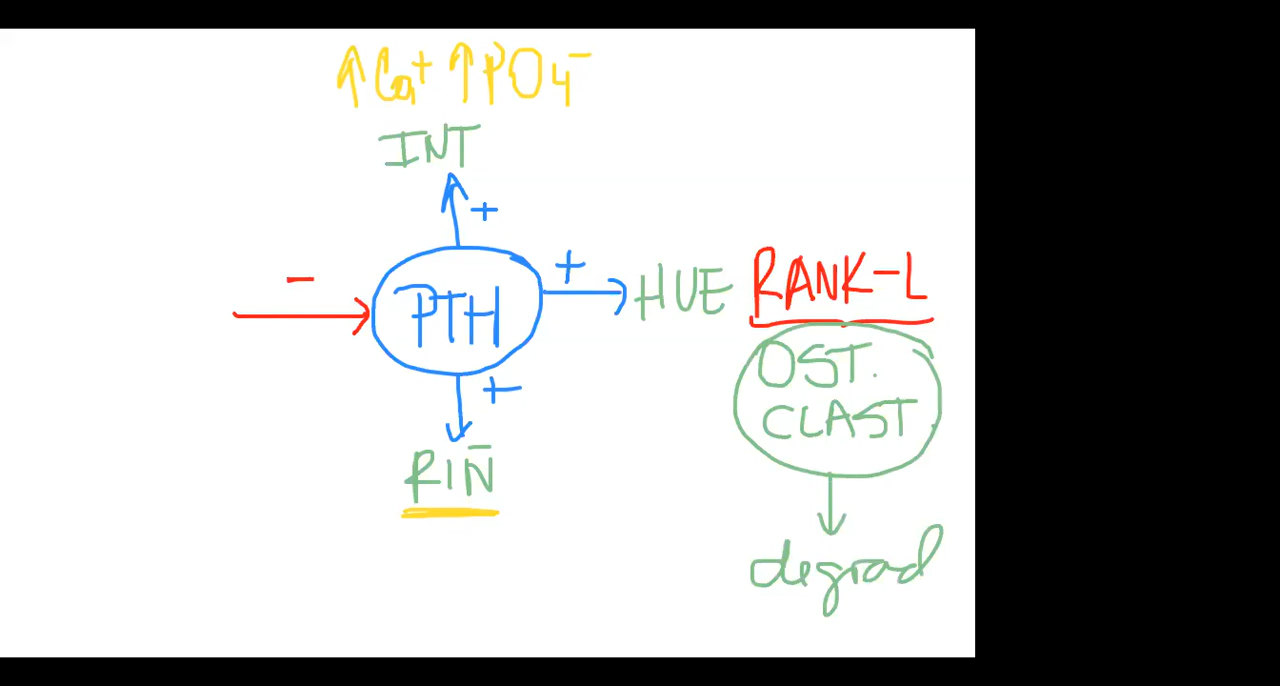 ↑Ca⁺ ↑PO4⁻
INT
+
−
PTH
+
HUE RANK-L
OST.
CLAST
+
RIÑ
degrad